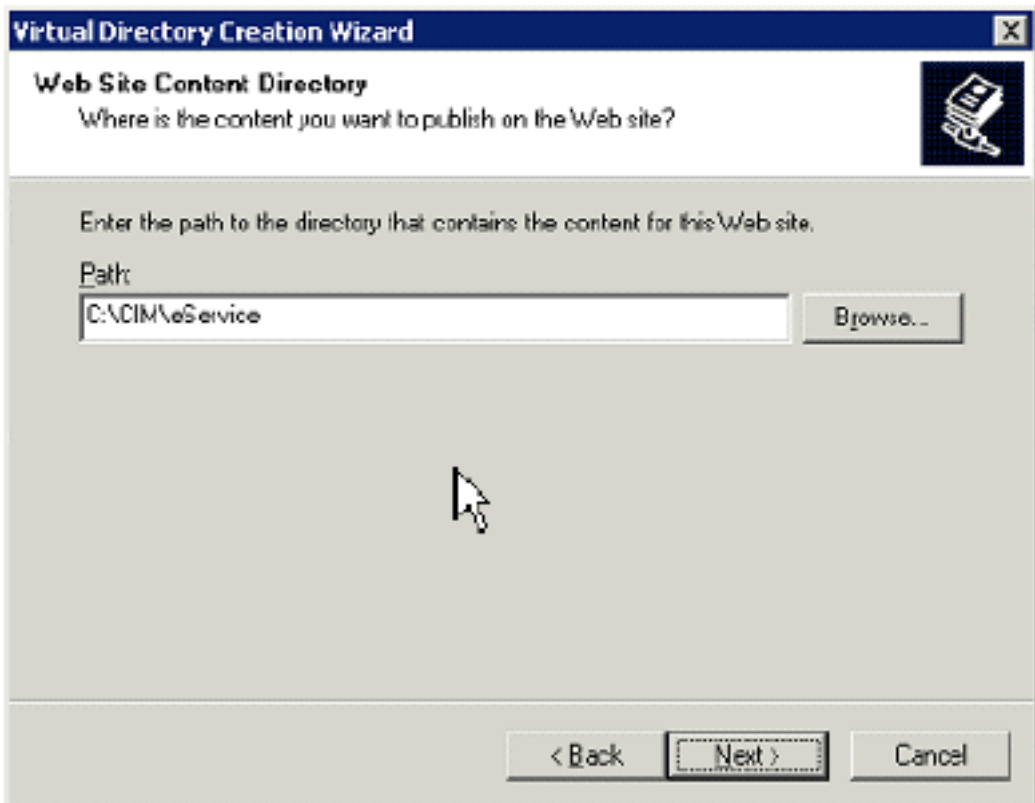 Virtual Directory Creation Wizard
Web Site Content Directory
Where is the content you want to publish on the Web site?
Enter the path to the directory that contains the content for this Web site.
Path:
C:\CIM\eService
Browse...
< Back
Next >
Cancel